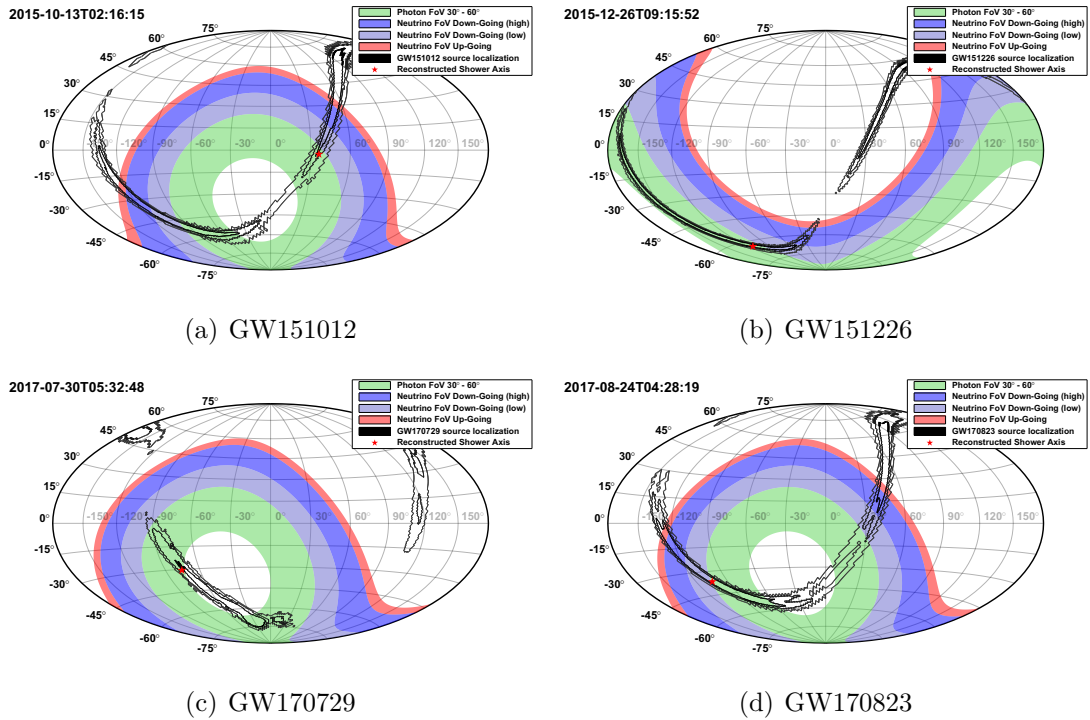 2015-10-13T02:16:15
Photon FoV 30° - 60°
Neutrino FoV Down-Going (high)
Neutrino FoV Down-Going (low)
Neutrino FoV Up-Going
GW151012 source localization
Reconstructed Shower Axis
75°
60°
45°
30°
15°
0°
-15°
-30°
-45°
-60°
-75°
-120° -90° -60° -30° 0° 30° 60° 90° 120° 150°
(a) GW151012
2015-12-26T09:15:52
Photon FoV 30° - 60°
Neutrino FoV Down-Going (high)
Neutrino FoV Down-Going (low)
Neutrino FoV Up-Going
GW151226 source localization
Reconstructed Shower Axis
75°
60°
45°
30°
15°
0°
-15°
-30°
-45°
-60°
-75°
-150° -120° -90° -60° -30° 0° 30° 60° 90° 120° 150°
(b) GW151226
2017-07-30T05:32:48
Photon FoV 30° - 60°
Neutrino FoV Down-Going (high)
Neutrino FoV Down-Going (low)
Neutrino FoV Up-Going
GW170729 source localization
Reconstructed Shower Axis
75°
60°
45°
30°
15°
0°
-15°
-30°
-45°
-60°
-75°
-150° -120° -90° -60° -30° 0° 30° 60° 90° 120° 150°
(c) GW170729
2017-08-24T04:28:19
Photon FoV 30° - 60°
Neutrino FoV Down-Going (high)
Neutrino FoV Down-Going (low)
Neutrino FoV Up-Going
GW170823 source localization
Reconstructed Shower Axis
75°
60°
45°
30°
15°
0°
-15°
-30°
-45°
-60°
-75°
-120° -90° -60° -30° 0° 30° 60° 90° 120° 150°
(d) GW170823